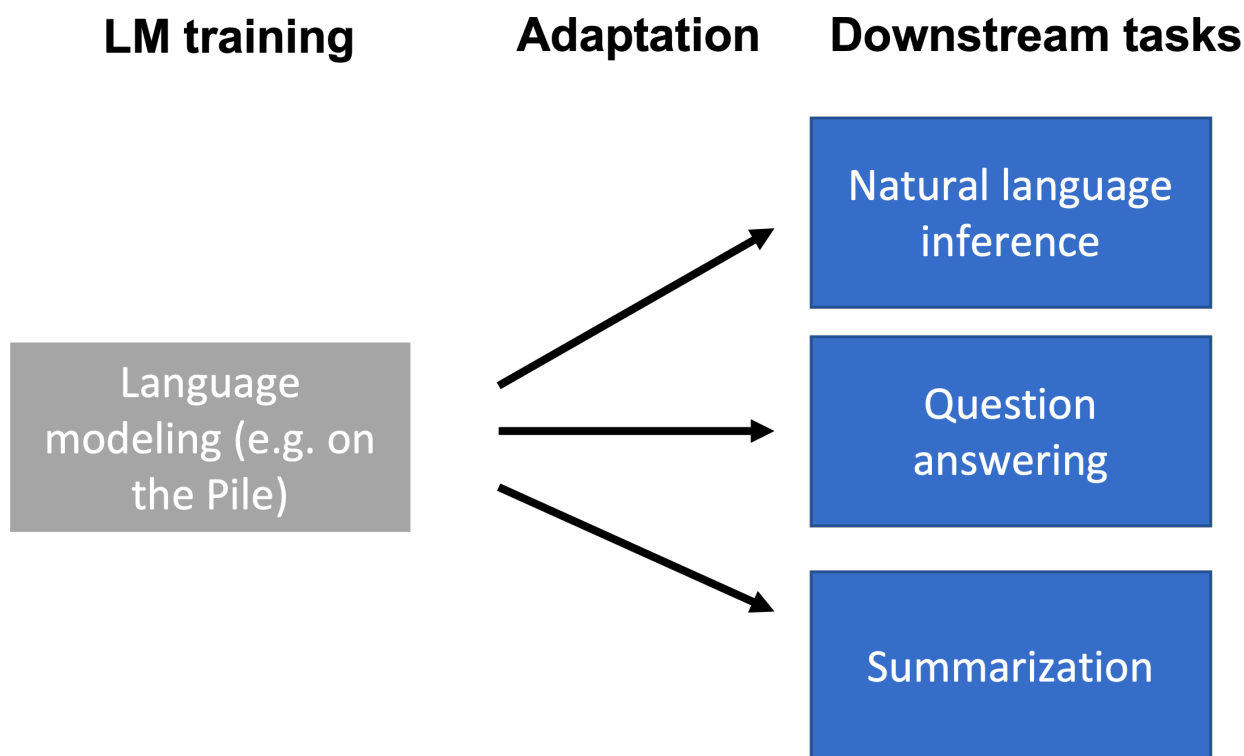 LM training
Adaptation
Downstream tasks
Language
modeling (e.g. on
the Pile)
Natural language
inference
Question
answering
Summarization